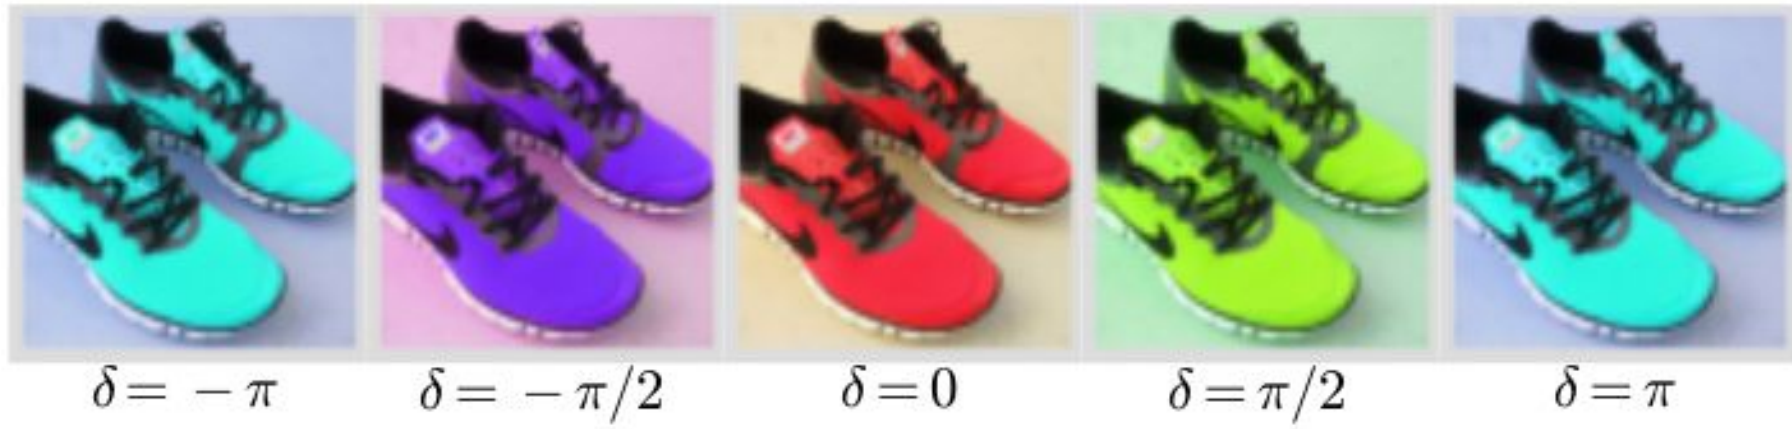 δ = − π δ = − π/2 δ = 0 δ = π/2 δ = π